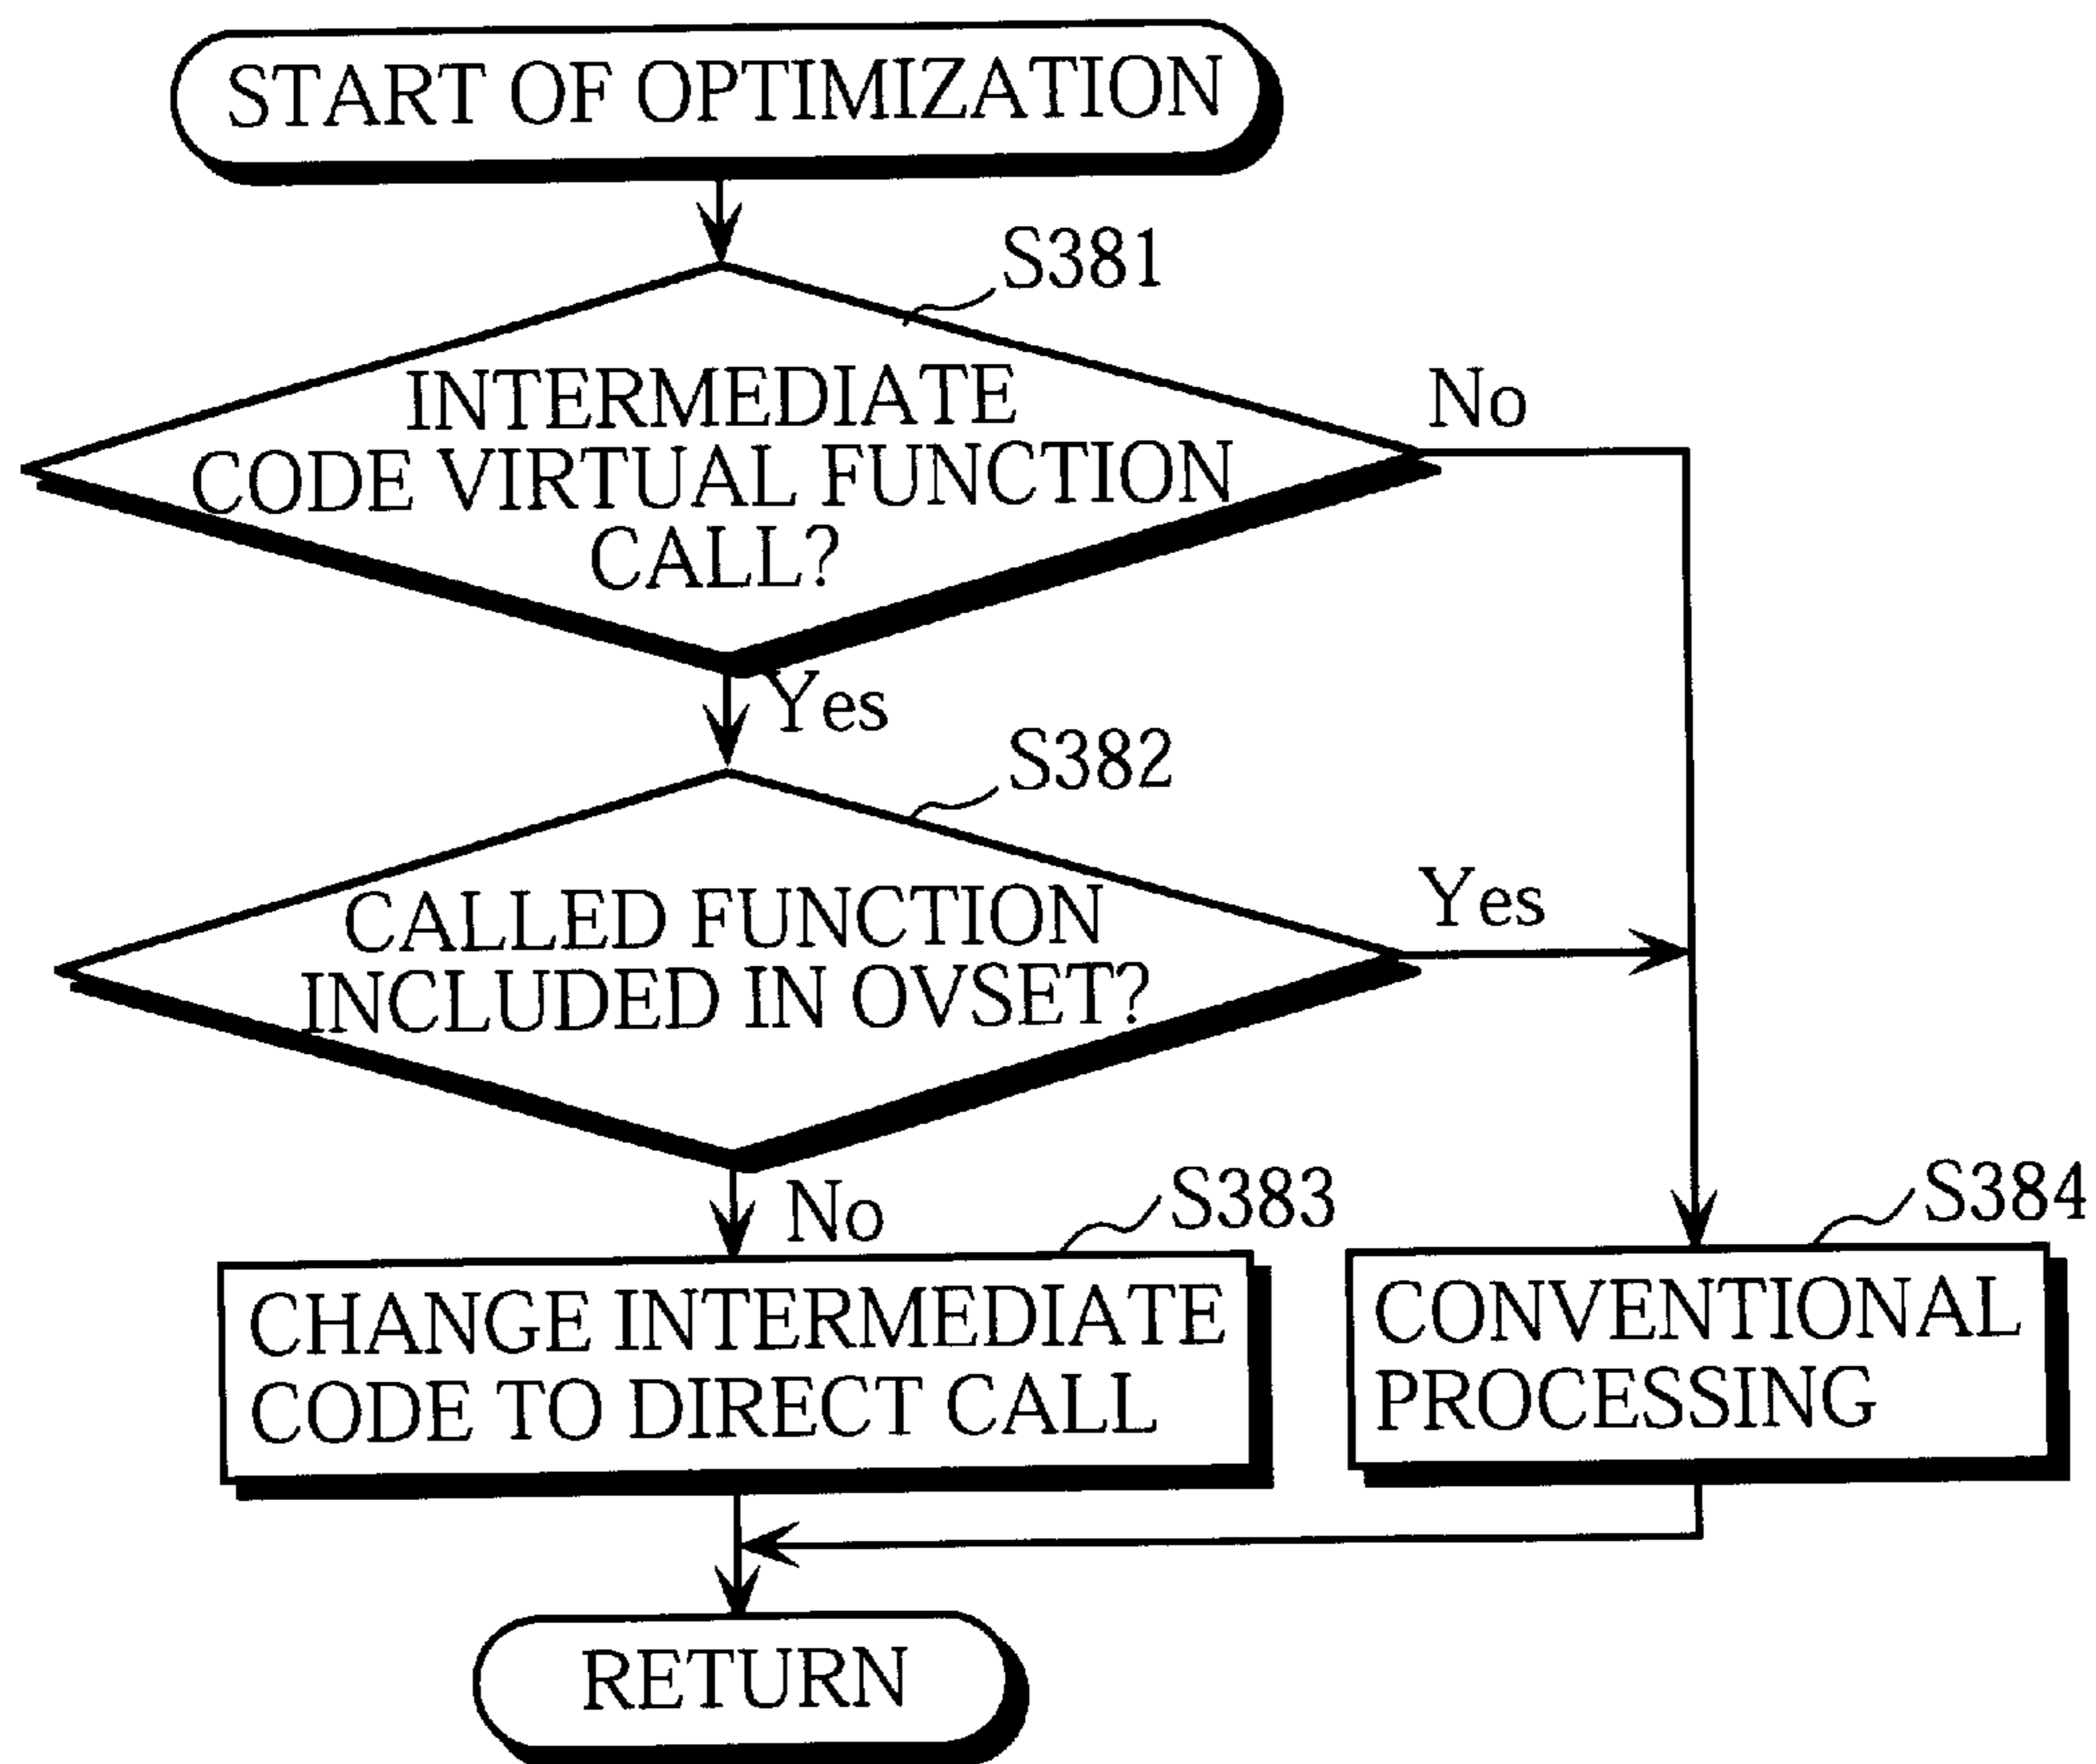 START OF OPTIMIZATION
S381
INTERMEDIATE
CODE VIRTUAL FUNCTION
CALL?
No
Yes
S382
CALLED FUNCTION
INCLUDED IN OVSET?
Yes
No
S383
CHANGE INTERMEDIATE
CODE TO DIRECT CALL
S384
CONVENTIONAL
PROCESSING
RETURN